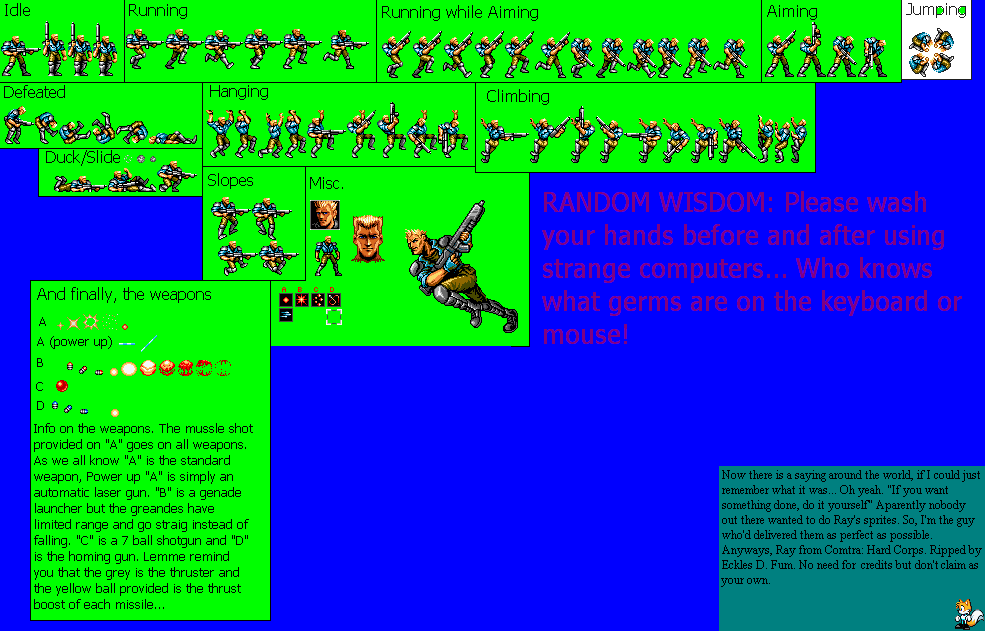 Idle
Running
Running while Aiming
Aiming
Jumping
Defeated
Hanging
Climbing
Duck/Slide
Slopes
Misc.
A B C D
RANDOM WISDOM: Please wash
your hands before and after using
strange computers... Who knows
what germs are on the keyboard or
mouse!
And finally, the weapons
A
A (power up)
B
C
D
Info on the weapons. The mussle shot
provided on "A" goes on all weapons.
As we all know "A" is the standard
weapon, Power up "A" is simply an
automatic laser gun. "B" is a genade
launcher but the greandes have
limited range and go straig instead of
falling. "C" is a 7 ball shotgun and "D"
is the homing gun. Lemme remind
you that the grey is the thruster and
the yellow ball provided is the thrust
boost of each missile...
Now there is a saying around the world, if I could just
remember what it was... Oh yeah. "If you want
something done, do it yourself" Aparently nobody
out there wanted to do Ray's sprites. So, I'm the guy
who'd delivered them as perfect as possible.
Anyways, Ray from Comtra: Hard Corps. Ripped by
Eckles D. Fum. No need for credits but don't claim as
your own.